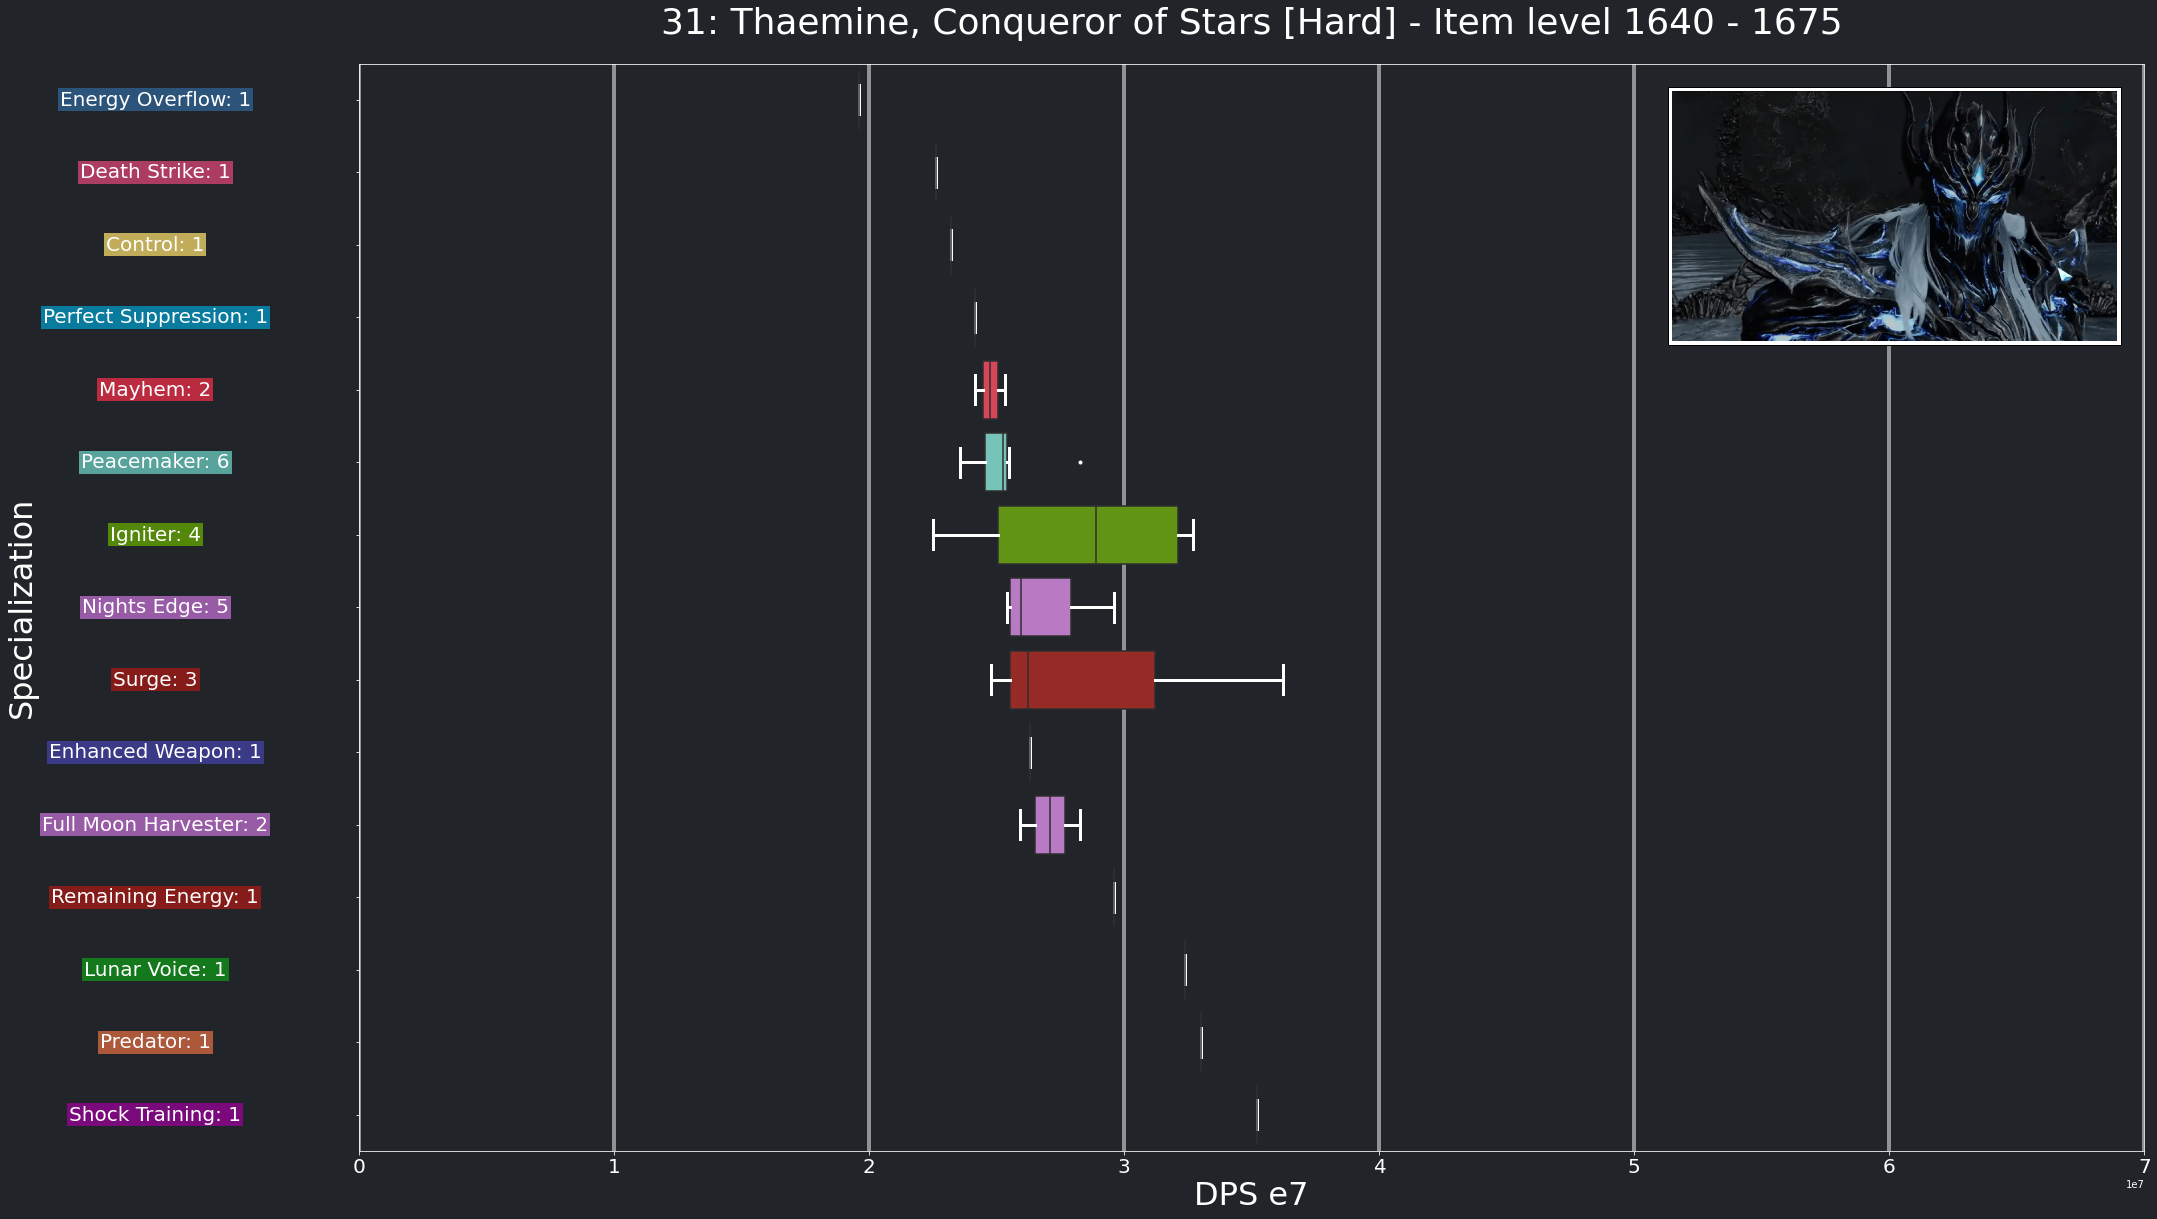 31: Thaemine, Conqueror of Stars [Hard] - Item level 1640 - 1675
Specialization
Energy Overflow: 1
Death Strike: 1
Control: 1
Perfect Suppression: 1
Mayhem: 2
Peacemaker: 6
Igniter: 4
Nights Edge: 5
Surge: 3
Enhanced Weapon: 1
Full Moon Harvester: 2
Remaining Energy: 1
Lunar Voice: 1
Predator: 1
Shock Training: 1
0 1 2 3 4 5 6 7
1e7
DPS e7